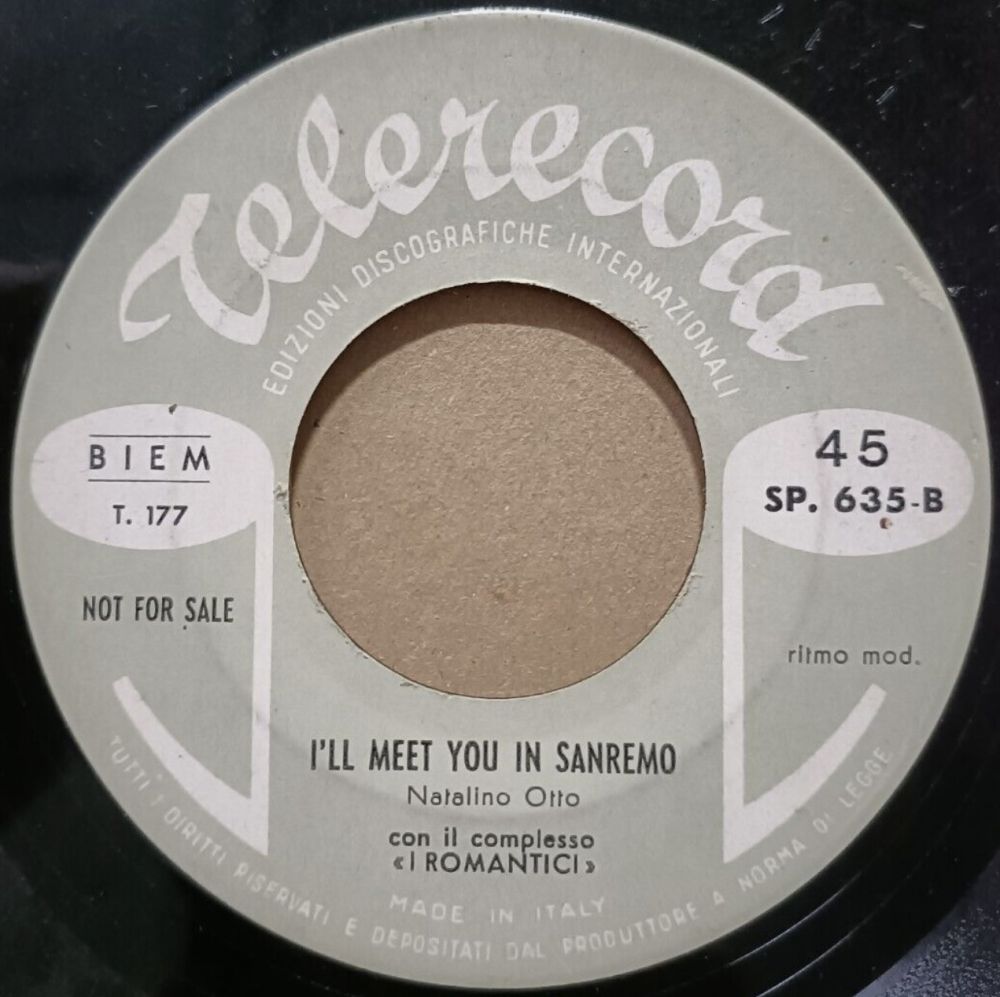 Telerecord
EDIZIONI DISCOGRAFICHE INTERNAZIONALI
BIEM
T. 177
45
SP. 635-B
NOT FOR SALE
ritmo mod.
I'LL MEET YOU IN SANREMO
Natalino Otto
con il complesso
«I ROMANTICI»
MADE IN ITALY
TUTTI I DIRITTI RISERVATI E DEPOSITATI DAL PRODUTTORE A NORMA DI LEGGE